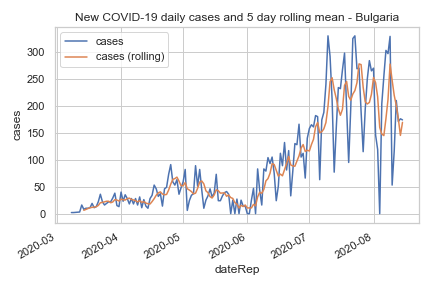 New COVID-19 daily cases and 5 day rolling mean - Bulgaria
cases
cases (rolling)
300
250
200
150
100
50
0
cases
2020-03
2020-04
2020-05
2020-06
2020-07
2020-08
dateRep